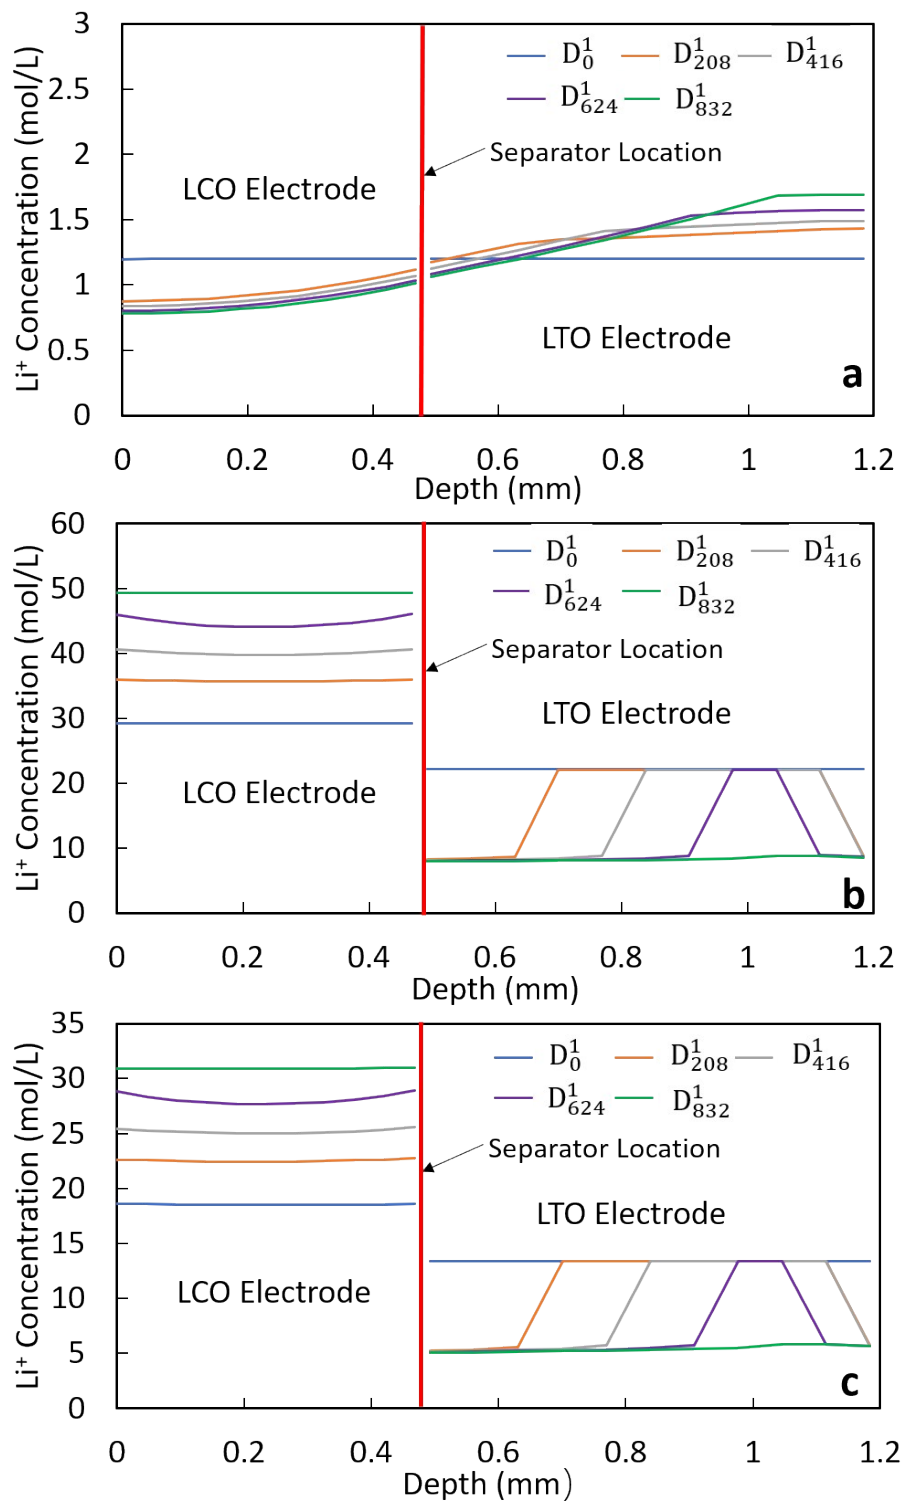 3
2.5
2
1.5
1
0.5
0
Li⁺ Concentration (mol/L)
D¹₀ D¹₂₀₈ D¹₄₁₆
D¹₆₂₄ D¹₈₃₂
Separator Location
LCO Electrode
LTO Electrode
a
0 0.2 0.4 0.6 0.8 1 1.2
Depth (mm)
60
50
40
30
20
10
0
Li⁺ Concentration (mol/L)
D¹₀ D¹₂₀₈ D¹₄₁₆
D¹₆₂₄ D¹₈₃₂
Separator Location
LTO Electrode
LCO Electrode
b
0 0.2 0.4 0.6 0.8 1 1.2
Depth (mm)
35
30
25
20
15
10
5
0
Li⁺ Concentration (mol/L)
D¹₀ D¹₂₀₈ D¹₄₁₆
D¹₆₂₄ D¹₈₃₂
Separator Location
LTO Electrode
LCO Electrode
c
0 0.2 0.4 0.6 0.8 1 1.2
Depth (mm)